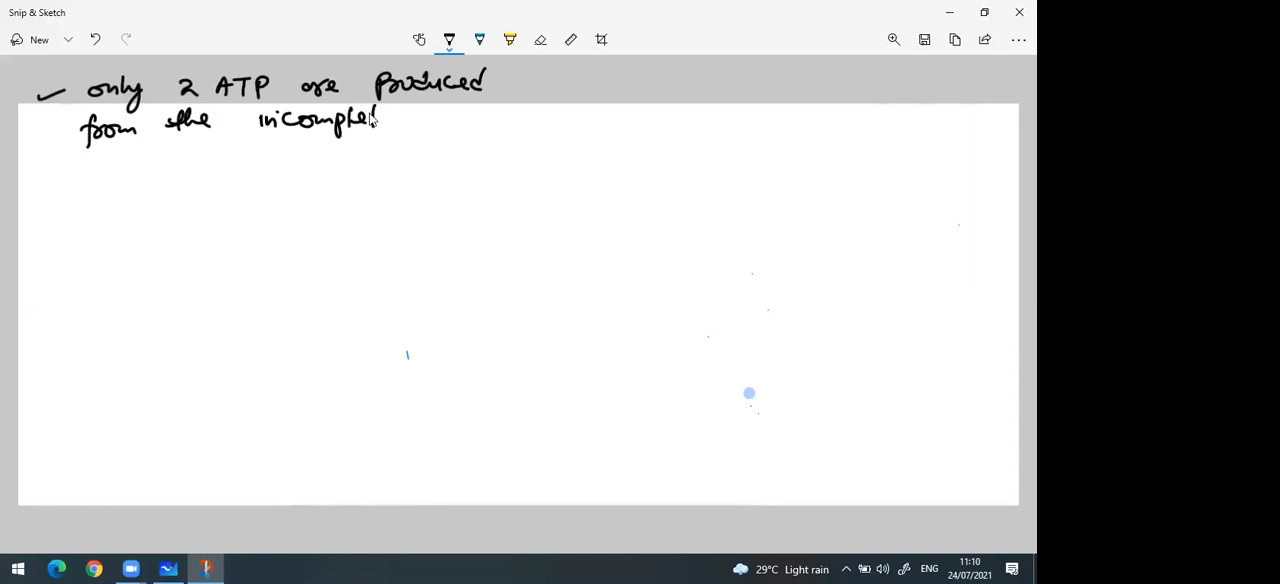 Snip & Sketch
New
✓ only 2 ATP are produced
from the incomplet
29°C Light rain
ENG
11:10
24/07/2021